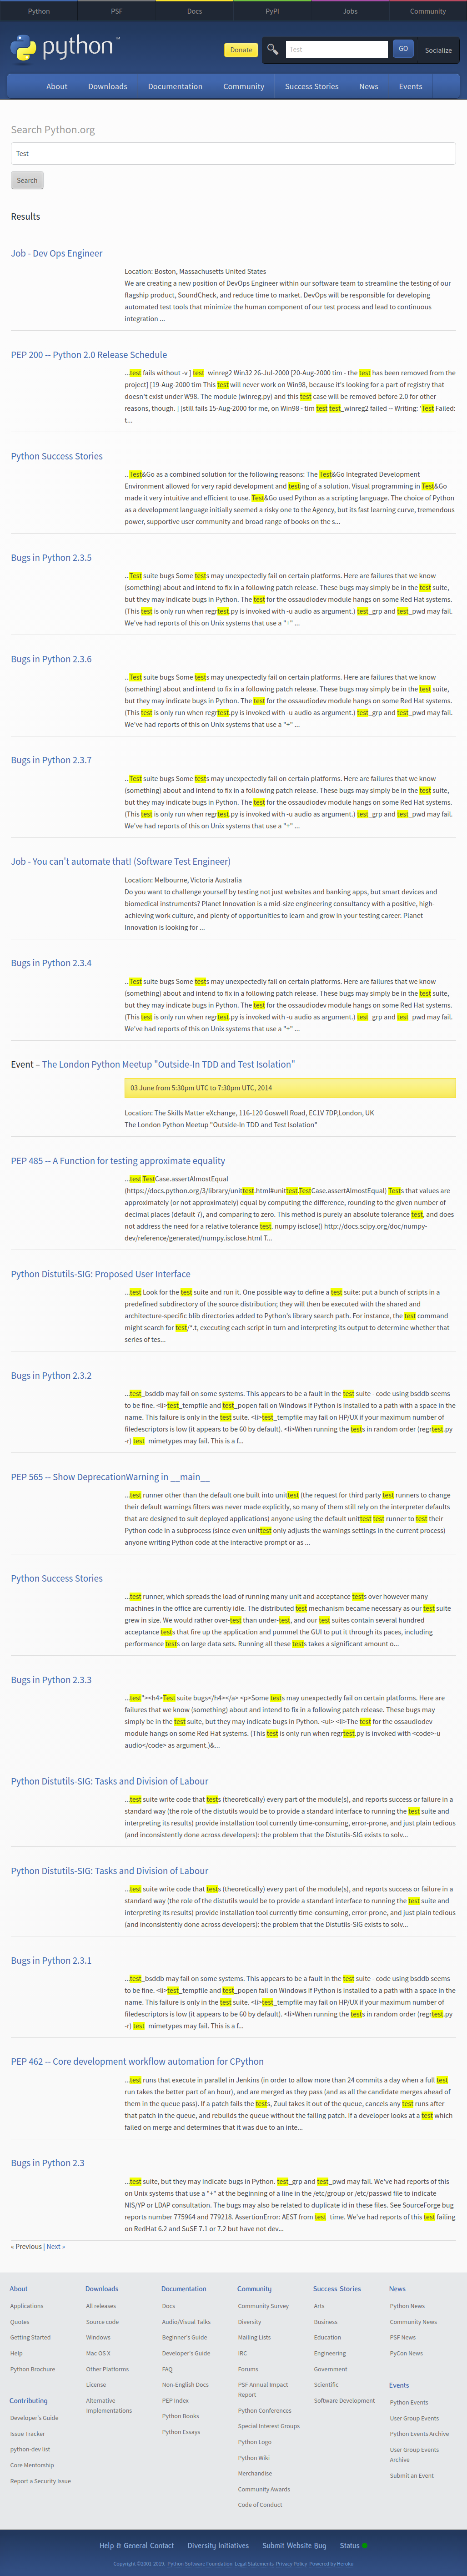 Python PSF Docs PyPI Jobs Community
python™
Donate
Test
GO
Socialize
About Downloads Documentation Community Success Stories News Events
Search Python.org
Test
Search
Results
Job - Dev Ops Engineer
Location: Boston, Massachusetts United States
We are creating a new position of DevOps Engineer within our software team to streamline the testing of our
flagship product, SoundCheck, and reduce time to market. DevOps will be responsible for developing
automated test tools that minimize the human component of our test process and lead to continuous
integration ...
PEP 200 -- Python 2.0 Release Schedule
...test fails without -v ] test_winreg2 Win32 26-Jul-2000 [20-Aug-2000 tim - the test has been removed from the
project] [19-Aug-2000 tim This test will never work on Win98, because it's looking for a part of registry that
doesn't exist under W98. The module (winreg.py) and this test case will be removed before 2.0 for other
reasons, though. ] [still fails 15-Aug-2000 for me, on Win98 - tim test test_winreg2 failed -- Writing: 'Test Failed:
t...
Python Success Stories
...Test&Go as a combined solution for the following reasons: The Test&Go Integrated Development
Environment allowed for very rapid development and testing of a solution. Visual programming in Test&Go
made it very intuitive and efficient to use. Test&Go used Python as a scripting language. The choice of Python
as a development language initially seemed a risky one to the Agency, but its fast learning curve, tremendous
power, supportive user community and broad range of books on the s...
Bugs in Python 2.3.5
...Test suite bugs Some tests may unexpectedly fail on certain platforms. Here are failures that we know
(something) about and intend to fix in a following patch release. These bugs may simply be in the test suite,
but they may indicate bugs in Python. The test for the ossaudiodev module hangs on some Red Hat systems.
(This test is only run when regrtest.py is invoked with -u audio as argument.) test_grp and test_pwd may fail.
We've had reports of this on Unix systems that use a "+" ...
Bugs in Python 2.3.6
...Test suite bugs Some tests may unexpectedly fail on certain platforms. Here are failures that we know
(something) about and intend to fix in a following patch release. These bugs may simply be in the test suite,
but they may indicate bugs in Python. The test for the ossaudiodev module hangs on some Red Hat systems.
(This test is only run when regrtest.py is invoked with -u audio as argument.) test_grp and test_pwd may fail.
We've had reports of this on Unix systems that use a "+" ...
Bugs in Python 2.3.7
...Test suite bugs Some tests may unexpectedly fail on certain platforms. Here are failures that we know
(something) about and intend to fix in a following patch release. These bugs may simply be in the test suite,
but they may indicate bugs in Python. The test for the ossaudiodev module hangs on some Red Hat systems.
(This test is only run when regrtest.py is invoked with -u audio as argument.) test_grp and test_pwd may fail.
We've had reports of this on Unix systems that use a "+" ...
Job - You can't automate that! (Software Test Engineer)
Location: Melbourne, Victoria Australia
Do you want to challenge yourself by testing not just websites and banking apps, but smart devices and
biomedical instruments? Planet Innovation is a mid-size engineering consultancy with a positive, high-
achieving work culture, and plenty of opportunities to learn and grow in your testing career. Planet
Innovation is looking for ...
Bugs in Python 2.3.4
...Test suite bugs Some tests may unexpectedly fail on certain platforms. Here are failures that we know
(something) about and intend to fix in a following patch release. These bugs may simply be in the test suite,
but they may indicate bugs in Python. The test for the ossaudiodev module hangs on some Red Hat systems.
(This test is only run when regrtest.py is invoked with -u audio as argument.) test_grp and test_pwd may fail.
We've had reports of this on Unix systems that use a "+" ...
Event – The London Python Meetup "Outside-In TDD and Test Isolation"
03 June from 5:30pm UTC to 7:30pm UTC, 2014
Location: The Skills Matter eXchange, 116-120 Goswell Road, EC1V 7DP,London, UK
The London Python Meetup "Outside-In TDD and Test Isolation"
PEP 485 -- A Function for testing approximate equality
...test.TestCase.assertAlmostEqual
(https://docs.python.org/3/library/unittest.html#unittest.TestCase.assertAlmostEqual) Tests that values are
approximately (or not approximately) equal by computing the difference, rounding to the given number of
decimal places (default 7), and comparing to zero. This method is purely an absolute tolerance test, and does
not address the need for a relative tolerance test. numpy isclose() http://docs.scipy.org/doc/numpy-
dev/reference/generated/numpy.isclose.html T...
Python Distutils-SIG: Proposed User Interface
...test Look for the test suite and run it. One possible way to define a test suite: put a bunch of scripts in a
predefined subdirectory of the source distribution; they will then be executed with the shared and
architecture-specific blib directories added to Python's library search path. For instance, the test command
might search for test/*.t, executing each script in turn and interpreting its output to determine whether that
series of tes...
Bugs in Python 2.3.2
...test_bsddb may fail on some systems. This appears to be a fault in the test suite - code using bsddb seems
to be fine. <li>test_tempfile and test_popen fail on Windows if Python is installed to a path with a space in the
name. This failure is only in the test suite. <li>test_tempfile may fail on HP/UX if your maximum number of
filedescriptors is low (it appears to be 60 by default). <li>When running the tests in random order (regrtest.py
-r) test_mimetypes may fail. This is a f...
PEP 565 -- Show DeprecationWarning in __main__
...test runner other than the default one built into unittest (the request for third party test runners to change
their default warnings filters was never made explicitly, so many of them still rely on the interpreter defaults
that are designed to suit deployed applications) anyone using the default unittest test runner to test their
Python code in a subprocess (since even unittest only adjusts the warnings settings in the current process)
anyone writing Python code at the interactive prompt or as ...
Python Success Stories
...test runner, which spreads the load of running many unit and acceptance tests over however many
machines in the office are currently idle. The distributed test mechanism became necessary as our test suite
grew in size. We would rather over-test than under-test, and our test suites contain several hundred
acceptance tests that fire up the application and pummel the GUI to put it through its paces, including
performance tests on large data sets. Running all these tests takes a significant amount o...
Bugs in Python 2.3.3
...test"><h4>Test suite bugs</h4></a> <p>Some tests may unexpectedly fail on certain platforms. Here are
failures that we know (something) about and intend to fix in a following patch release. These bugs may
simply be in the test suite, but they may indicate bugs in Python. <ul> <li>The test for the ossaudiodev
module hangs on some Red Hat systems. (This test is only run when regrtest.py is invoked with <code>-u
audio</code> as argument.)&...
Python Distutils-SIG: Tasks and Division of Labour
...test suite write code that tests (theoretically) every part of the module(s), and reports success or failure in a
standard way (the role of the distutils would be to provide a standard interface to running the test suite and
interpreting its results) provide installation tool currently time-consuming, error-prone, and just plain tedious
(and inconsistently done across developers): the problem that the Distutils-SIG exists to solv...
Python Distutils-SIG: Tasks and Division of Labour
...test suite write code that tests (theoretically) every part of the module(s), and reports success or failure in a
standard way (the role of the distutils would be to provide a standard interface to running the test suite and
interpreting its results) provide installation tool currently time-consuming, error-prone, and just plain tedious
(and inconsistently done across developers): the problem that the Distutils-SIG exists to solv...
Bugs in Python 2.3.1
...test_bsddb may fail on some systems. This appears to be a fault in the test suite - code using bsddb seems
to be fine. <li>test_tempfile and test_popen fail on Windows if Python is installed to a path with a space in the
name. This failure is only in the test suite. <li>test_tempfile may fail on HP/UX if your maximum number of
filedescriptors is low (it appears to be 60 by default). <li>When running the tests in random order (regrtest.py
-r) test_mimetypes may fail. This is a f...
PEP 462 -- Core development workflow automation for CPython
...test runs that execute in parallel in Jenkins (in order to allow more than 24 commits a day when a full test
run takes the better part of an hour), and are merged as they pass (and as all the candidate merges ahead of
them in the queue pass). If a patch fails the tests, Zuul takes it out of the queue, cancels any test runs after
that patch in the queue, and rebuilds the queue without the failing patch. If a developer looks at a test which
failed on merge and determines that it was due to an inte...
Bugs in Python 2.3
...test suite, but they may indicate bugs in Python. test_grp and test_pwd may fail. We've had reports of this
on Unix systems that use a "+" at the beginning of a line in the /etc/group or /etc/passwd file to indicate
NIS/YP or LDAP consultation. The bugs may also be related to duplicate id in these files. See SourceForge bug
reports number 775964 and 779218. AssertionError: AEST from test_time. We've had reports of this test failing
on RedHat 6.2 and SuSE 7.1 or 7.2 but have not dev...
« Previous | Next »
About
Applications
Quotes
Getting Started
Help
Python Brochure
Downloads
All releases
Source code
Windows
Mac OS X
Other Platforms
License
Alternative
Implementations
Documentation
Docs
Audio/Visual Talks
Beginner's Guide
Developer's Guide
FAQ
Non-English Docs
PEP Index
Python Books
Python Essays
Community
Community Survey
Diversity
Mailing Lists
IRC
Forums
PSF Annual Impact
Report
Python Conferences
Special Interest Groups
Python Logo
Python Wiki
Merchandise
Community Awards
Code of Conduct
Success Stories
Arts
Business
Education
Engineering
Government
Scientific
Software Development
News
Python News
Community News
PSF News
PyCon News
Events
Python Events
User Group Events
Python Events Archive
User Group Events
Archive
Submit an Event
Contributing
Developer's Guide
Issue Tracker
python-dev list
Core Mentorship
Report a Security Issue
Help & General Contact Diversity Initiatives Submit Website Bug Status
Copyright ©2001-2019. Python Software Foundation Legal Statements Privacy Policy Powered by Heroku